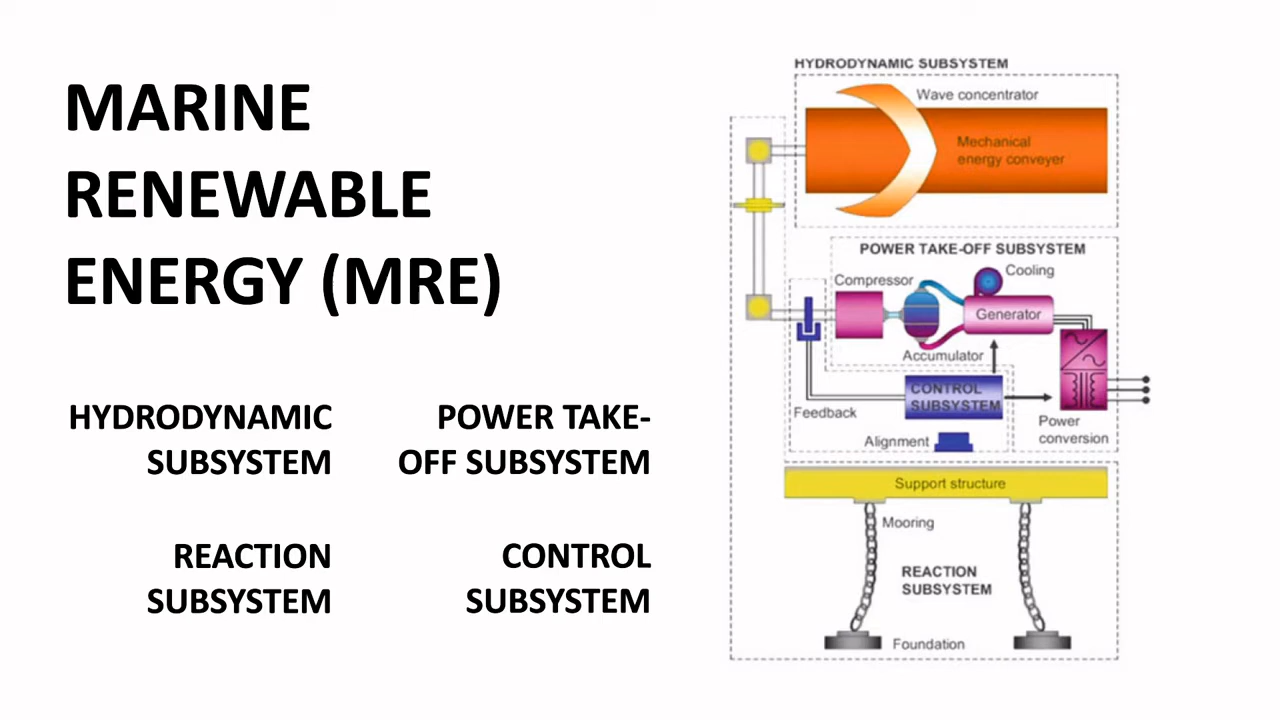 MARINE
RENEWABLE
ENERGY (MRE)
HYDRODYNAMIC
SUBSYSTEM
POWER TAKE-
OFF SUBSYSTEM
REACTION
SUBSYSTEM
CONTROL
SUBSYSTEM
HYDRODYNAMIC SUBSYSTEM
Wave concentrator
Mechanical
energy conveyer
POWER TAKE-OFF SUBSYSTEM
Cooling
Compressor
Generator
Accumulator
CONTROL
SUBSYSTEM
Feedback
Power
conversion
Alignment
Support structure
Mooring
REACTION
SUBSYSTEM
Foundation